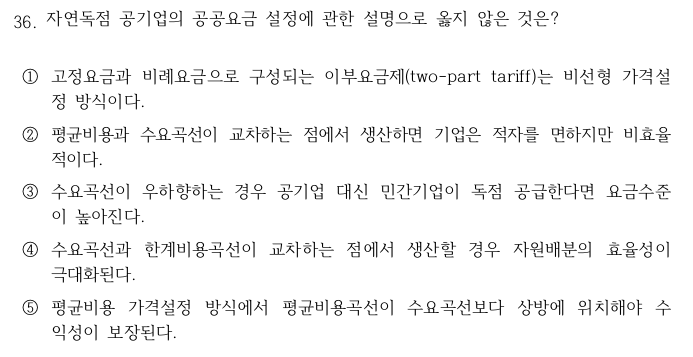 36. 자연독점 공기업의 공공요금 설정에 관한 설명으로 옳지 않은 것은?
① 고정요금과 비례요금으로 구성되는 이부요금제(two-part tariff)는 비선형 가격설
정 방식이다.
② 평균비용과 수요곡선이 교차하는 점에서 생산하면 기업은 적자를 면하지만 비효율
적이다.
③ 수요곡선이 우하향하는 경우 공기업 대신 민간기업이 독점 공급한다면 요금수준
이 높아진다.
④ 수요곡선과 한계비용곡선이 교차하는 점에서 생산할 경우 자원배분의 효율성이
극대화된다.
⑤ 평균비용 가격설정 방식에서 평균비용곡선이 수요곡선보다 상방에 위치해야 수
익성이 보장된다.